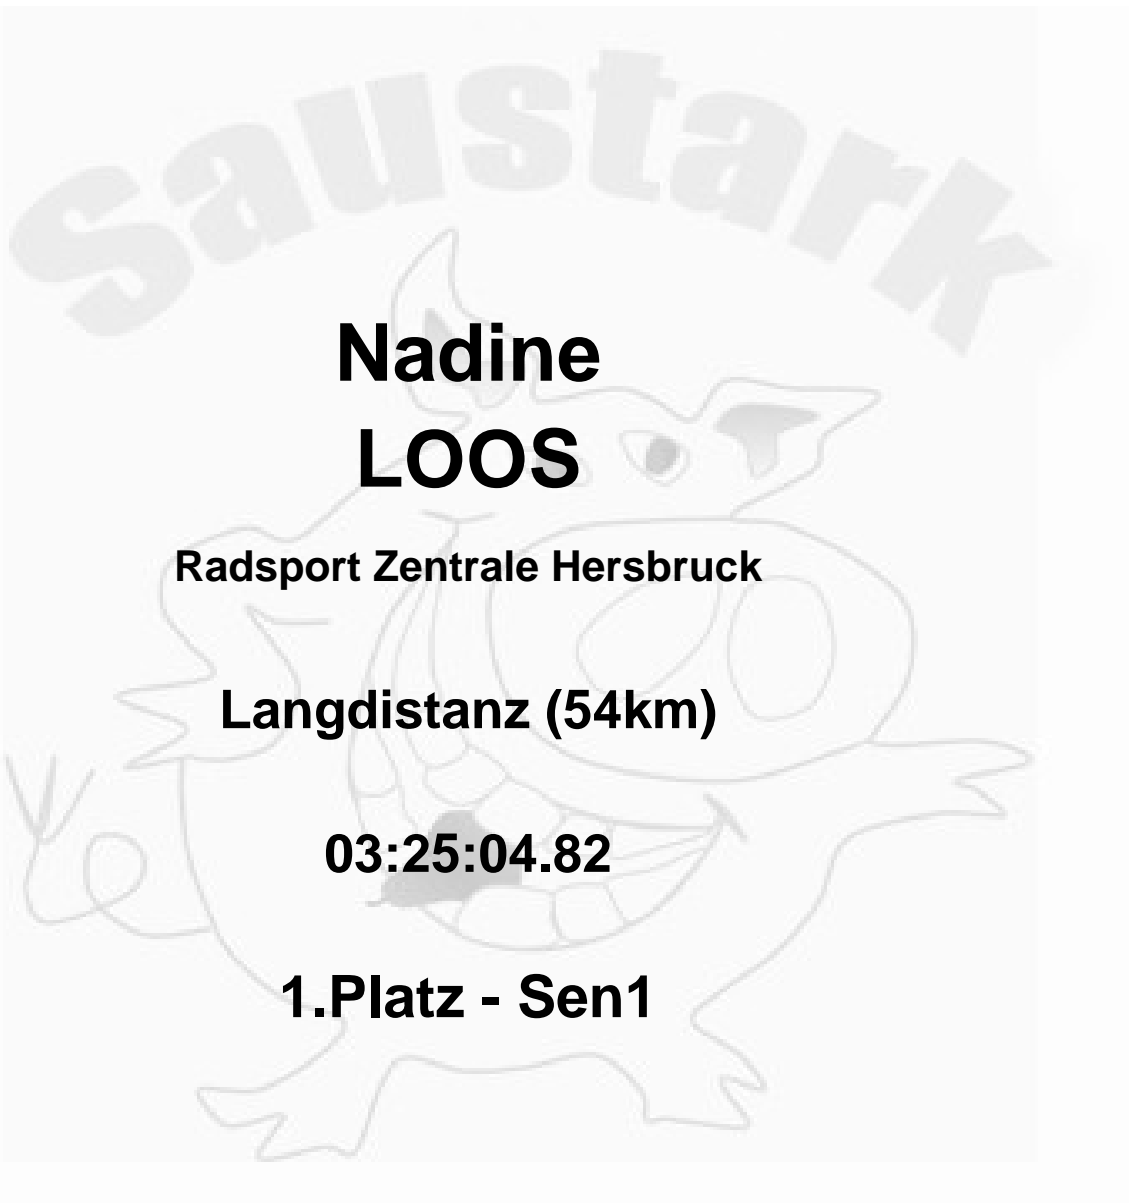 Saustark
Nadine
LOOS
Radsport Zentrale Hersbruck
Langdistanz (54km)
03:25:04.82
1.Platz - Sen1